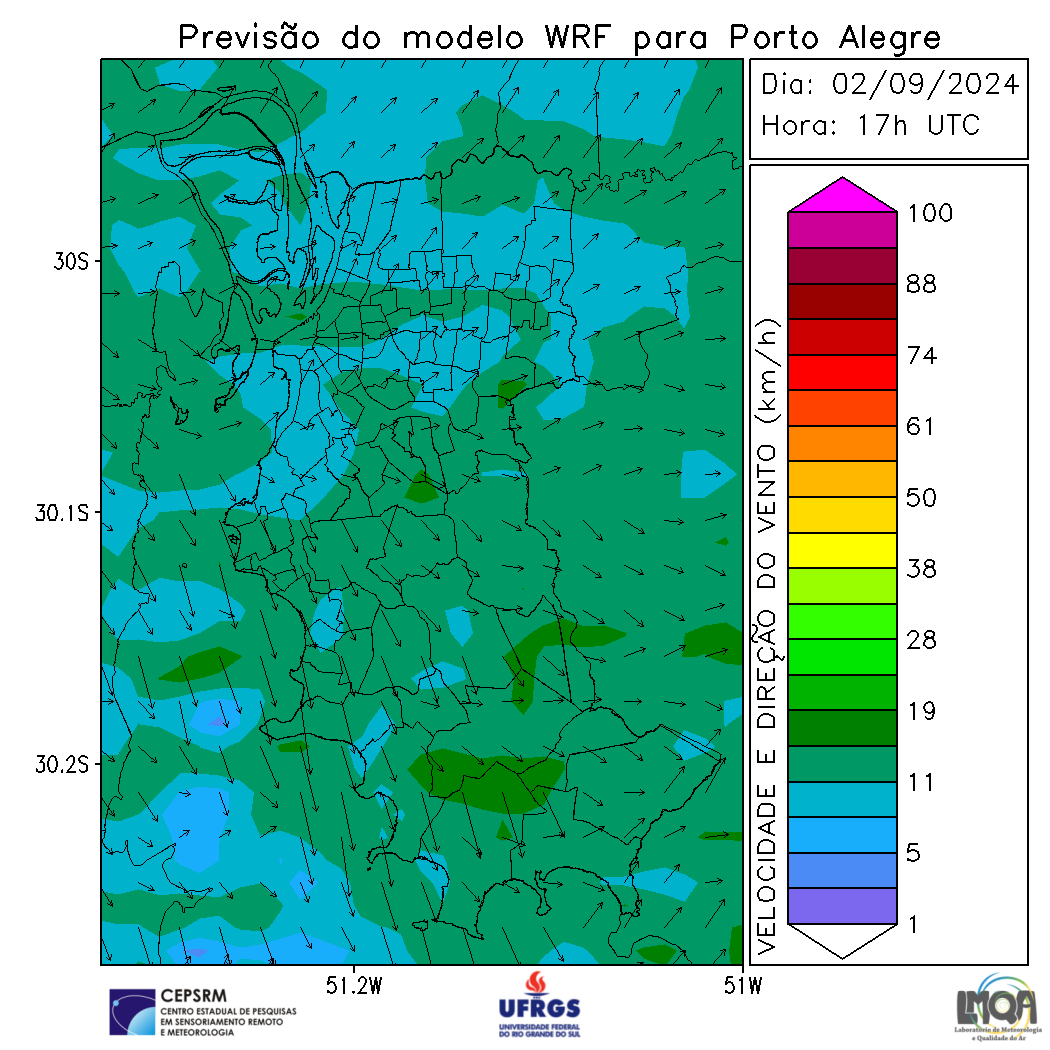 Previsão do modelo WRF para Porto Alegre
Dia: 02/09/2024
Hora: 17h UTC
30S
30.1S
30.2S
51.2W
51W
VELOCIDADE E DIREÇÃO DO VENTO (km/h)
100
88
74
61
50
38
28
19
11
5
1
CEPSRM
CENTRO ESTADUAL DE PESQUISAS
EM SENSORIAMENTO REMOTO
E METEOROLOGIA
UFRGS
UNIVERSIDADE FEDERAL
DO RIO GRANDE DO SUL
LMQA
Laboratório de Meteorologia
e Qualidade do Ar